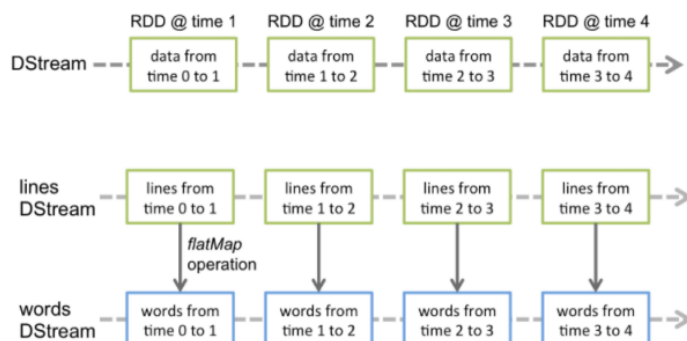 RDD @ time 1 RDD @ time 2 RDD @ time 3 RDD @ time 4
DStream
data from
time 0 to 1
data from
time 1 to 2
data from
time 2 to 3
data from
time 3 to 4
lines
DStream
lines from
time 0 to 1
lines from
time 1 to 2
lines from
time 2 to 3
lines from
time 3 to 4
flatMap
operation
words
DStream
words from
time 0 to 1
words from
time 1 to 2
words from
time 2 to 3
words from
time 3 to 4